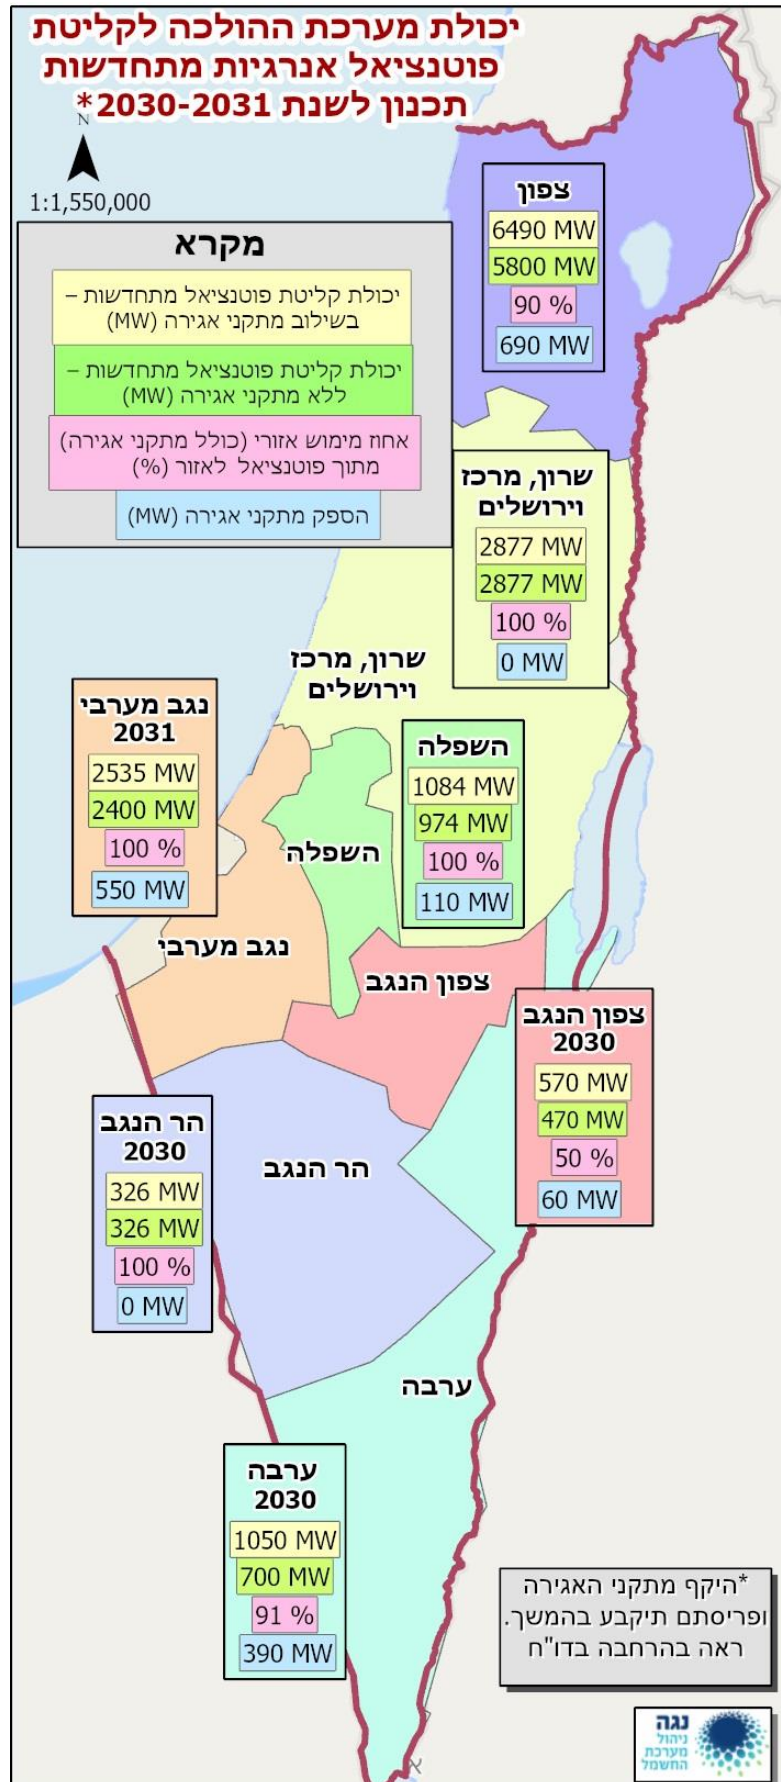 יכולת מערכת ההולכה לקליטת
פוטנציאל אנרגיות מתחדשות
תכנון לשנת 2030-2031*
N
1:1,550,000
מקרא
יכולת קליטת פוטנציאל מתחדשות –
בשילוב מתקני אגירה (MW)
יכולת קליטת פוטנציאל מתחדשות –
ללא מתקני אגירה (MW)
אחוז מימוש אזורי (כולל מתקני אגירה)
מתוך פוטנציאל לאזור (%)
הספק מתקני אגירה (MW)
צפון
6490 MW
5800 MW
90 %
690 MW
שרון, מרכז
וירושלים
2877 MW
2877 MW
100 %
0 MW
שרון, מרכז
וירושלים
נגב מערבי
2031
2535 MW
2400 MW
100 %
550 MW
השפלה
1084 MW
974 MW
100 %
110 MW
השפלה
נגב מערבי
צפון הנגב
צפון הנגב
2030
570 MW
470 MW
50 %
60 MW
הר הנגב
2030
326 MW
326 MW
100 %
0 MW
הר הנגב
ערבה
ערבה
2030
1050 MW
700 MW
91 %
390 MW
*היקף מתקני האגירה
ופריסתם תיקבע בהמשך.
ראה בהרחבה בדו"ח
נגה
ניהול
מערכת
החשמל
א